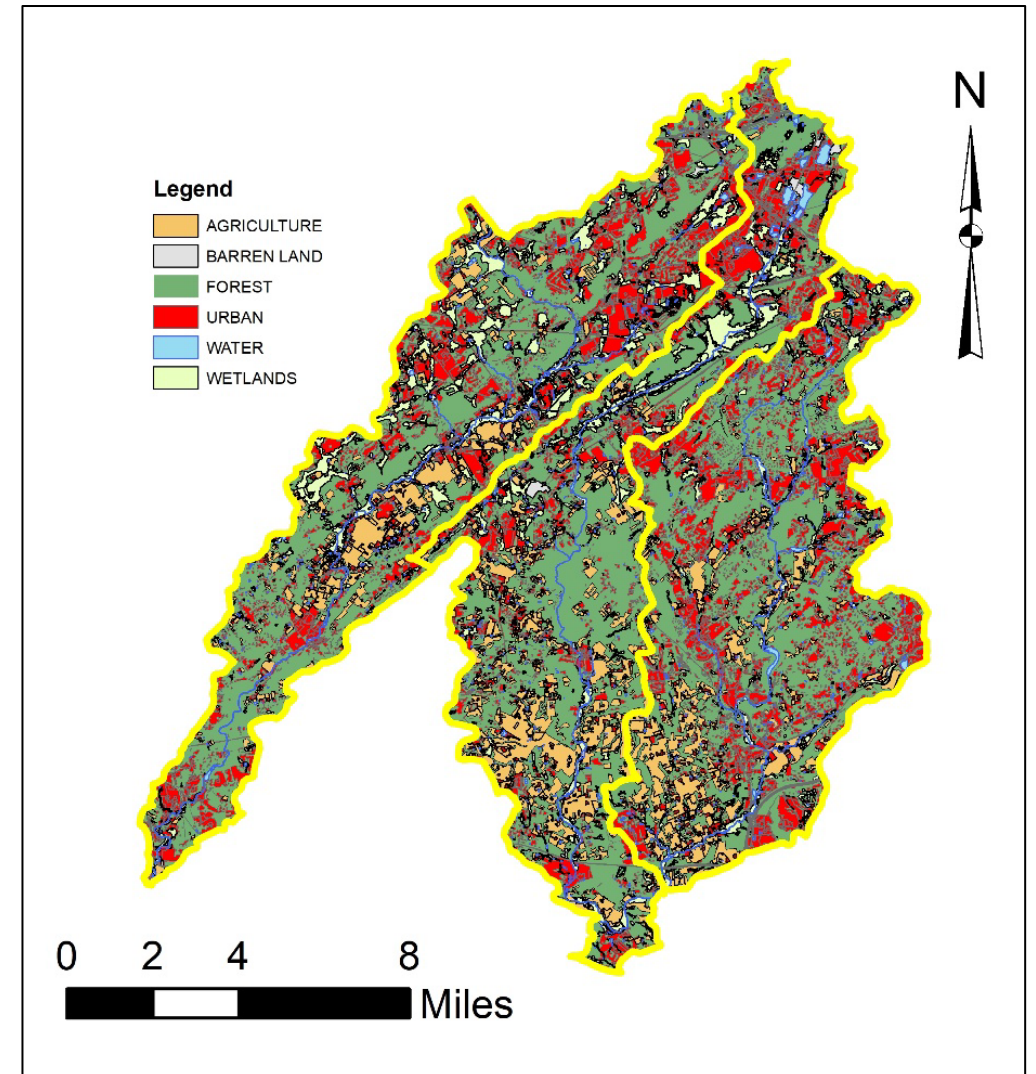 N
Legend
AGRICULTURE
BARREN LAND
FOREST
URBAN
WATER
WETLANDS
0 2 4 8
Miles